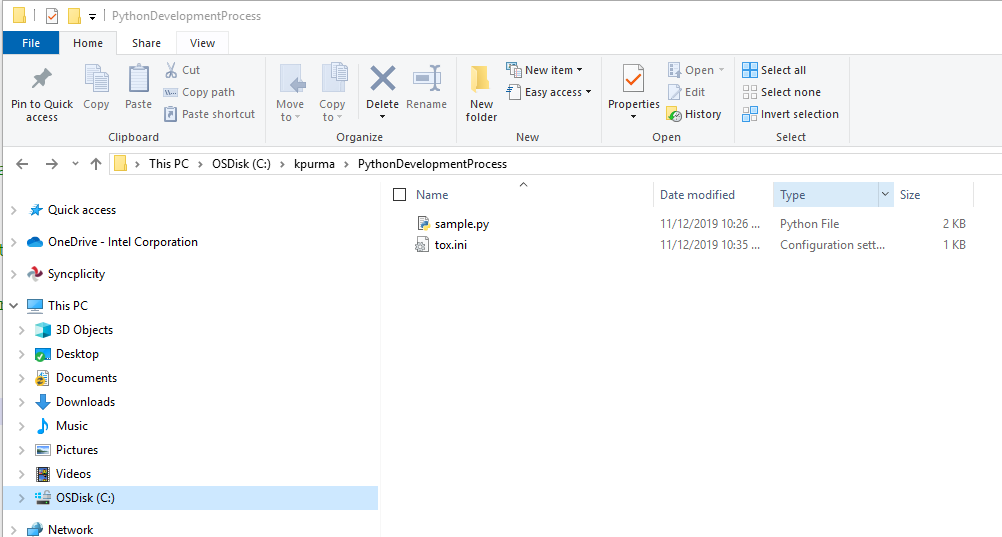 PythonDevelopmentProcess
File Home Share View
Pin to Quick access
Copy
Paste
Cut
Copy path
Paste shortcut
Clipboard
Move to
Copy to
Delete
Rename
Organize
New folder
New item
Easy access
New
Properties
Open
Edit
History
Open
Select all
Select none
Invert selection
Select
This PC OSDisk (C:) kpurma PythonDevelopmentProcess
Name Date modified Type Size
sample.py 11/12/2019 10:26 ... Python File 2 KB
tox.ini 11/12/2019 10:35 ... Configuration sett... 1 KB
Quick access
OneDrive - Intel Corporation
Syncplicity
This PC
3D Objects
Desktop
Documents
Downloads
Music
Pictures
Videos
OSDisk (C:)
Network